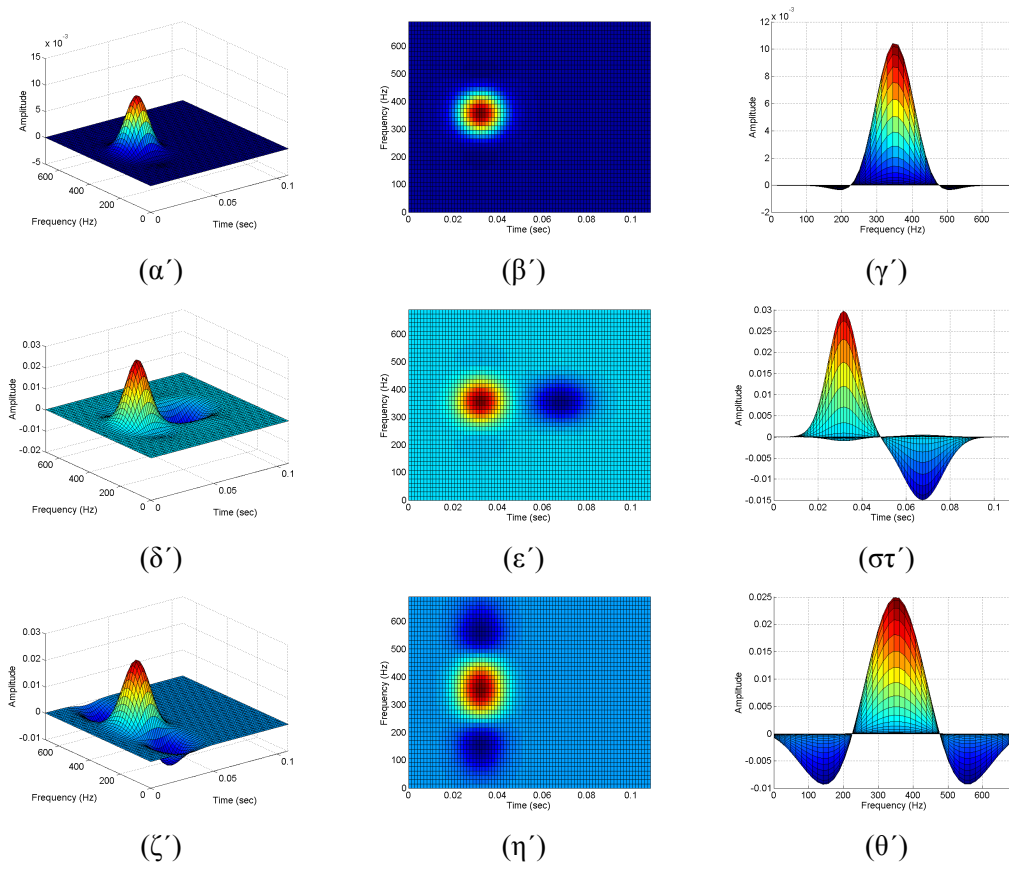 x 10⁻³
15
10
5
0
-5
Amplitude
600
400
200
0
Frequency (Hz)
0
0.05
0.1
Time (sec)
(α´)
600
500
400
300
200
100
0
Frequency (Hz)
0 0.02 0.04 0.06 0.08 0.1
Time (sec)
(β´)
x 10⁻³
12
10
8
6
4
2
0
-2
Amplitude
0 100 200 300 400 500 600
Frequency (Hz)
(γ´)
0.03
0.02
0.01
0
-0.01
-0.02
Amplitude
600
400
200
0
Frequency (Hz)
0
0.05
0.1
Time (sec)
(δ´)
600
500
400
300
200
100
0
Frequency (Hz)
0 0.02 0.04 0.06 0.08 0.1
Time (sec)
(ε´)
0.03
0.025
0.02
0.015
0.01
0.005
0
-0.005
-0.01
-0.015
Amplitude
0 0.02 0.04 0.06 0.08 0.1
Time (sec)
(στ´)
0.03
0.02
0.01
0
-0.01
Amplitude
600
400
200
0
Frequency (Hz)
0
0.05
0.1
Time (sec)
(ζ´)
600
500
400
300
200
100
0
Frequency (Hz)
0 0.02 0.04 0.06 0.08 0.1
Time (sec)
(η´)
0.025
0.02
0.015
0.01
0.005
0
-0.005
-0.01
Amplitude
0 100 200 300 400 500 600
Frequency (Hz)
(θ´)